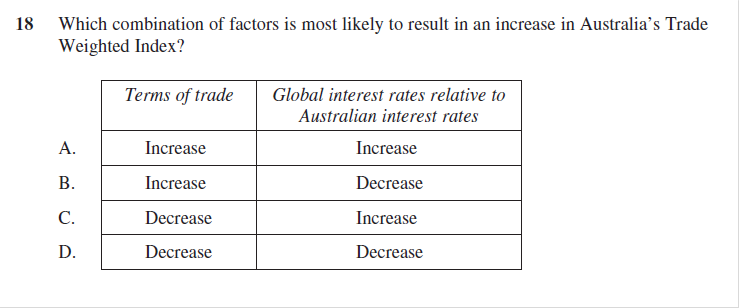 18 Which combination of factors is most likely to result in an increase in Australia's Trade
Weighted Index?
Terms of trade Global interest rates relative to
Australian interest rates
A. Increase Increase
B. Increase Decrease
C. Decrease Increase
D. Decrease Decrease